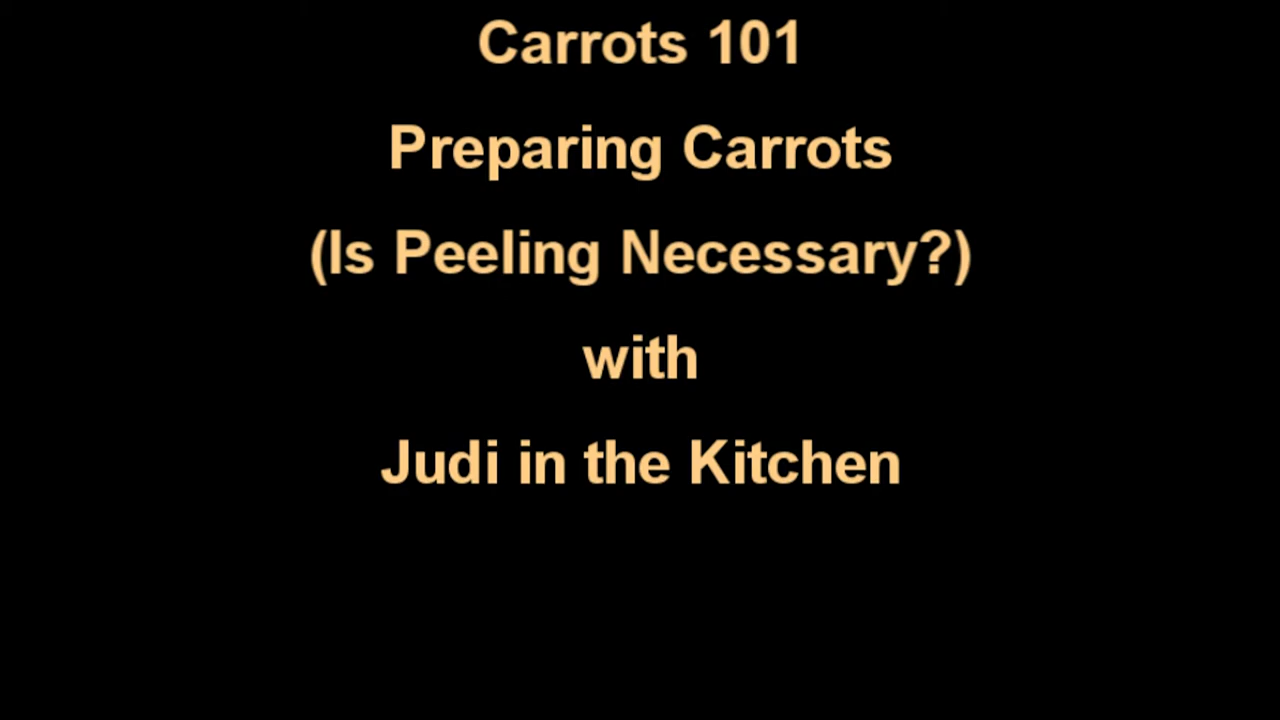 Carrots 101
Preparing Carrots
(Is Peeling Necessary?)
with
Judi in the Kitchen